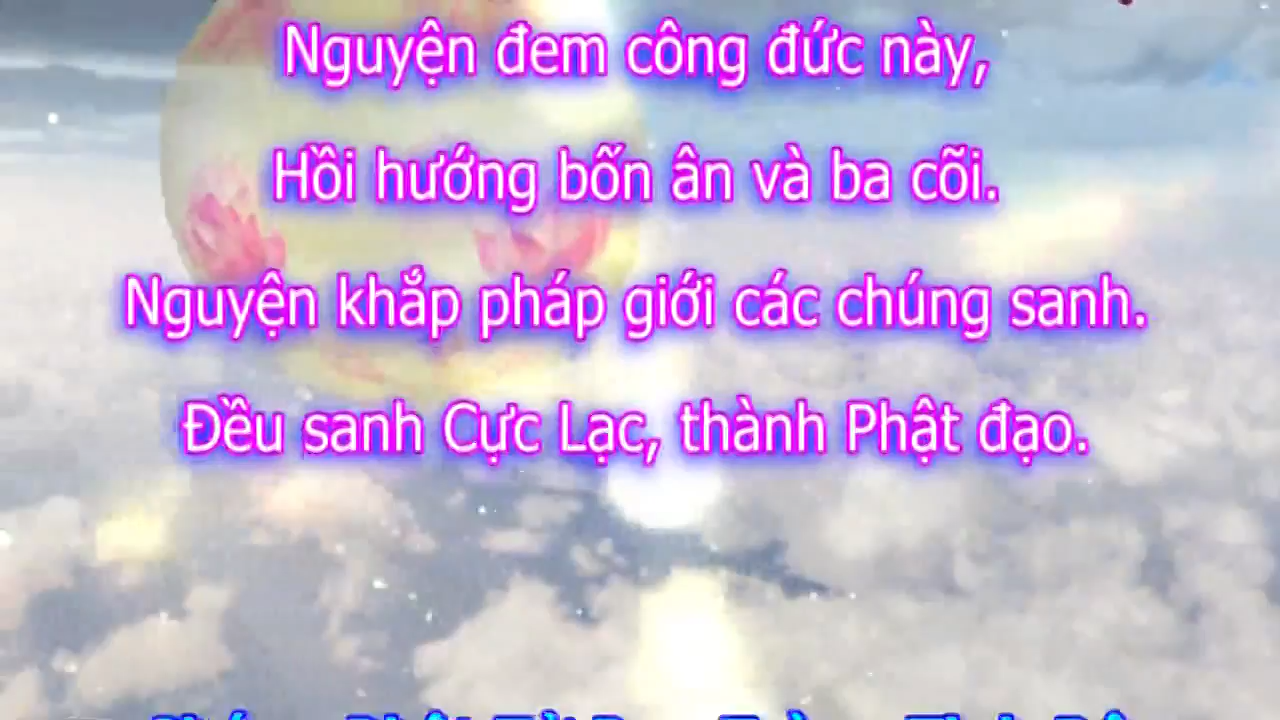 Nguyện đem công đức này,
Hồi hướng bốn ân và ba cõi.
Nguyện khắp pháp giới các chúng sanh.
Đều sanh Cực Lạc, thành Phật đạo.